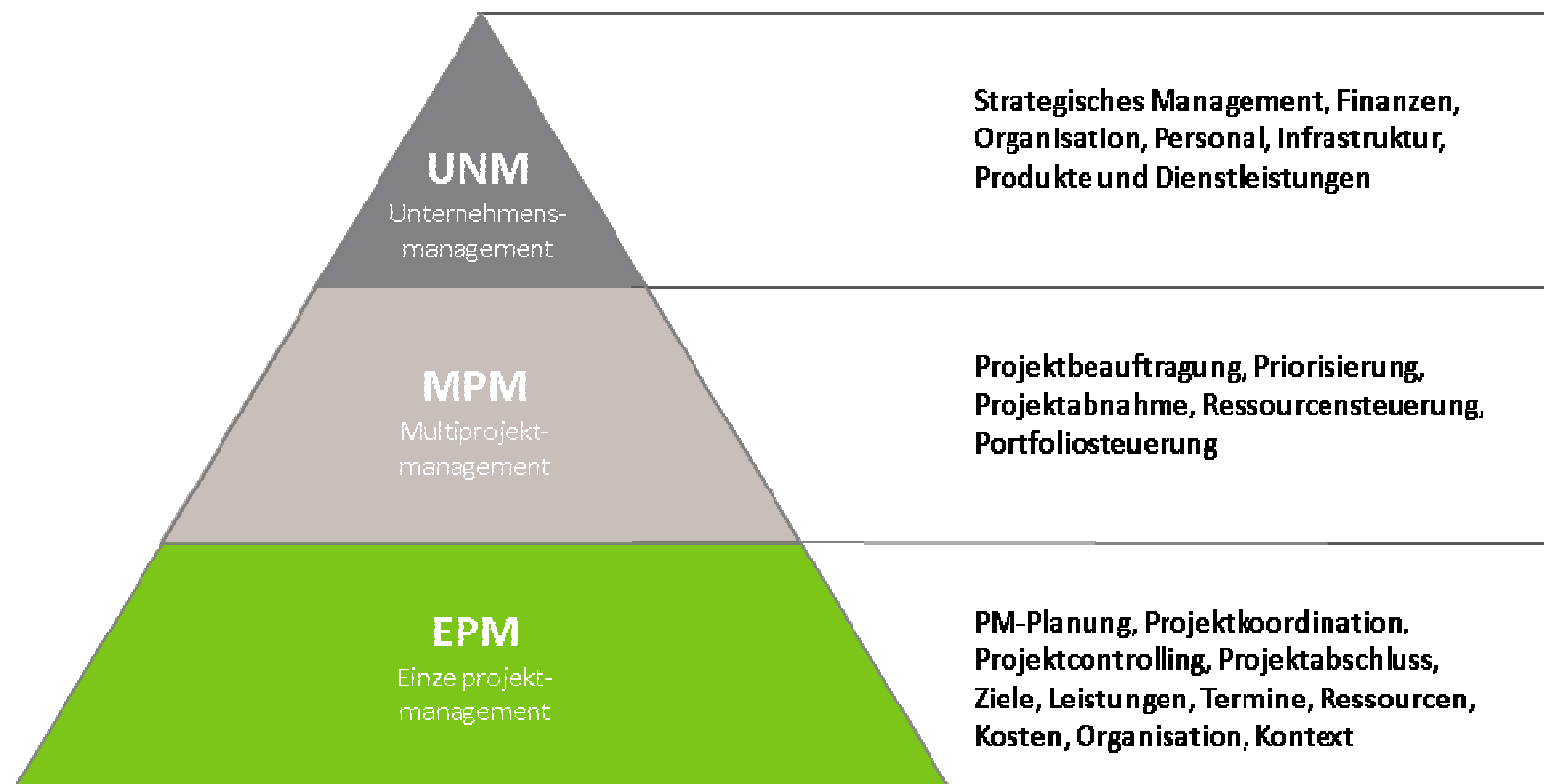 UNM
Unternehmens-
management
Strategisches Management, Finanzen,
Organisation, Personal, Infrastruktur,
Produkte und Dienstleistungen
MPM
Multiprojekt-
management
Projektbeauftragung, Priorisierung,
Projektabnahme, Ressourcensteuerung,
Portfoliosteuerung
EPM
Einze projekt-
management
PM-Planung, Projektkoordination,
Projektcontrolling, Projektabschluss,
Ziele, Leistungen, Termine, Ressourcen,
Kosten, Organisation, Kontext